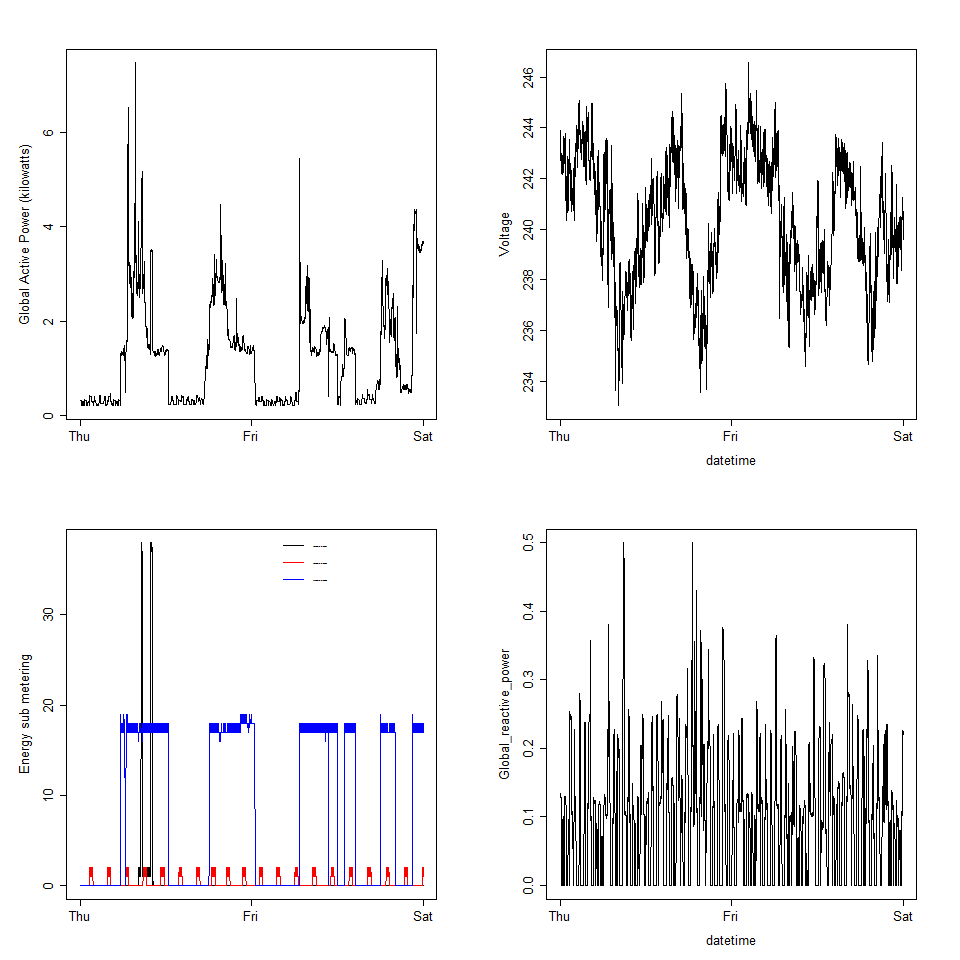 Global Active Power (kilowatts)
6
4
2
0
Thu Fri Sat
Voltage
246
244
242
240
238
236
234
Thu Fri Sat
datetime
Energy sub metering
30
20
10
0
Thu Fri Sat
Global_reactive_power
0.5
0.4
0.3
0.2
0.1
0.0
Thu Fri Sat
datetime